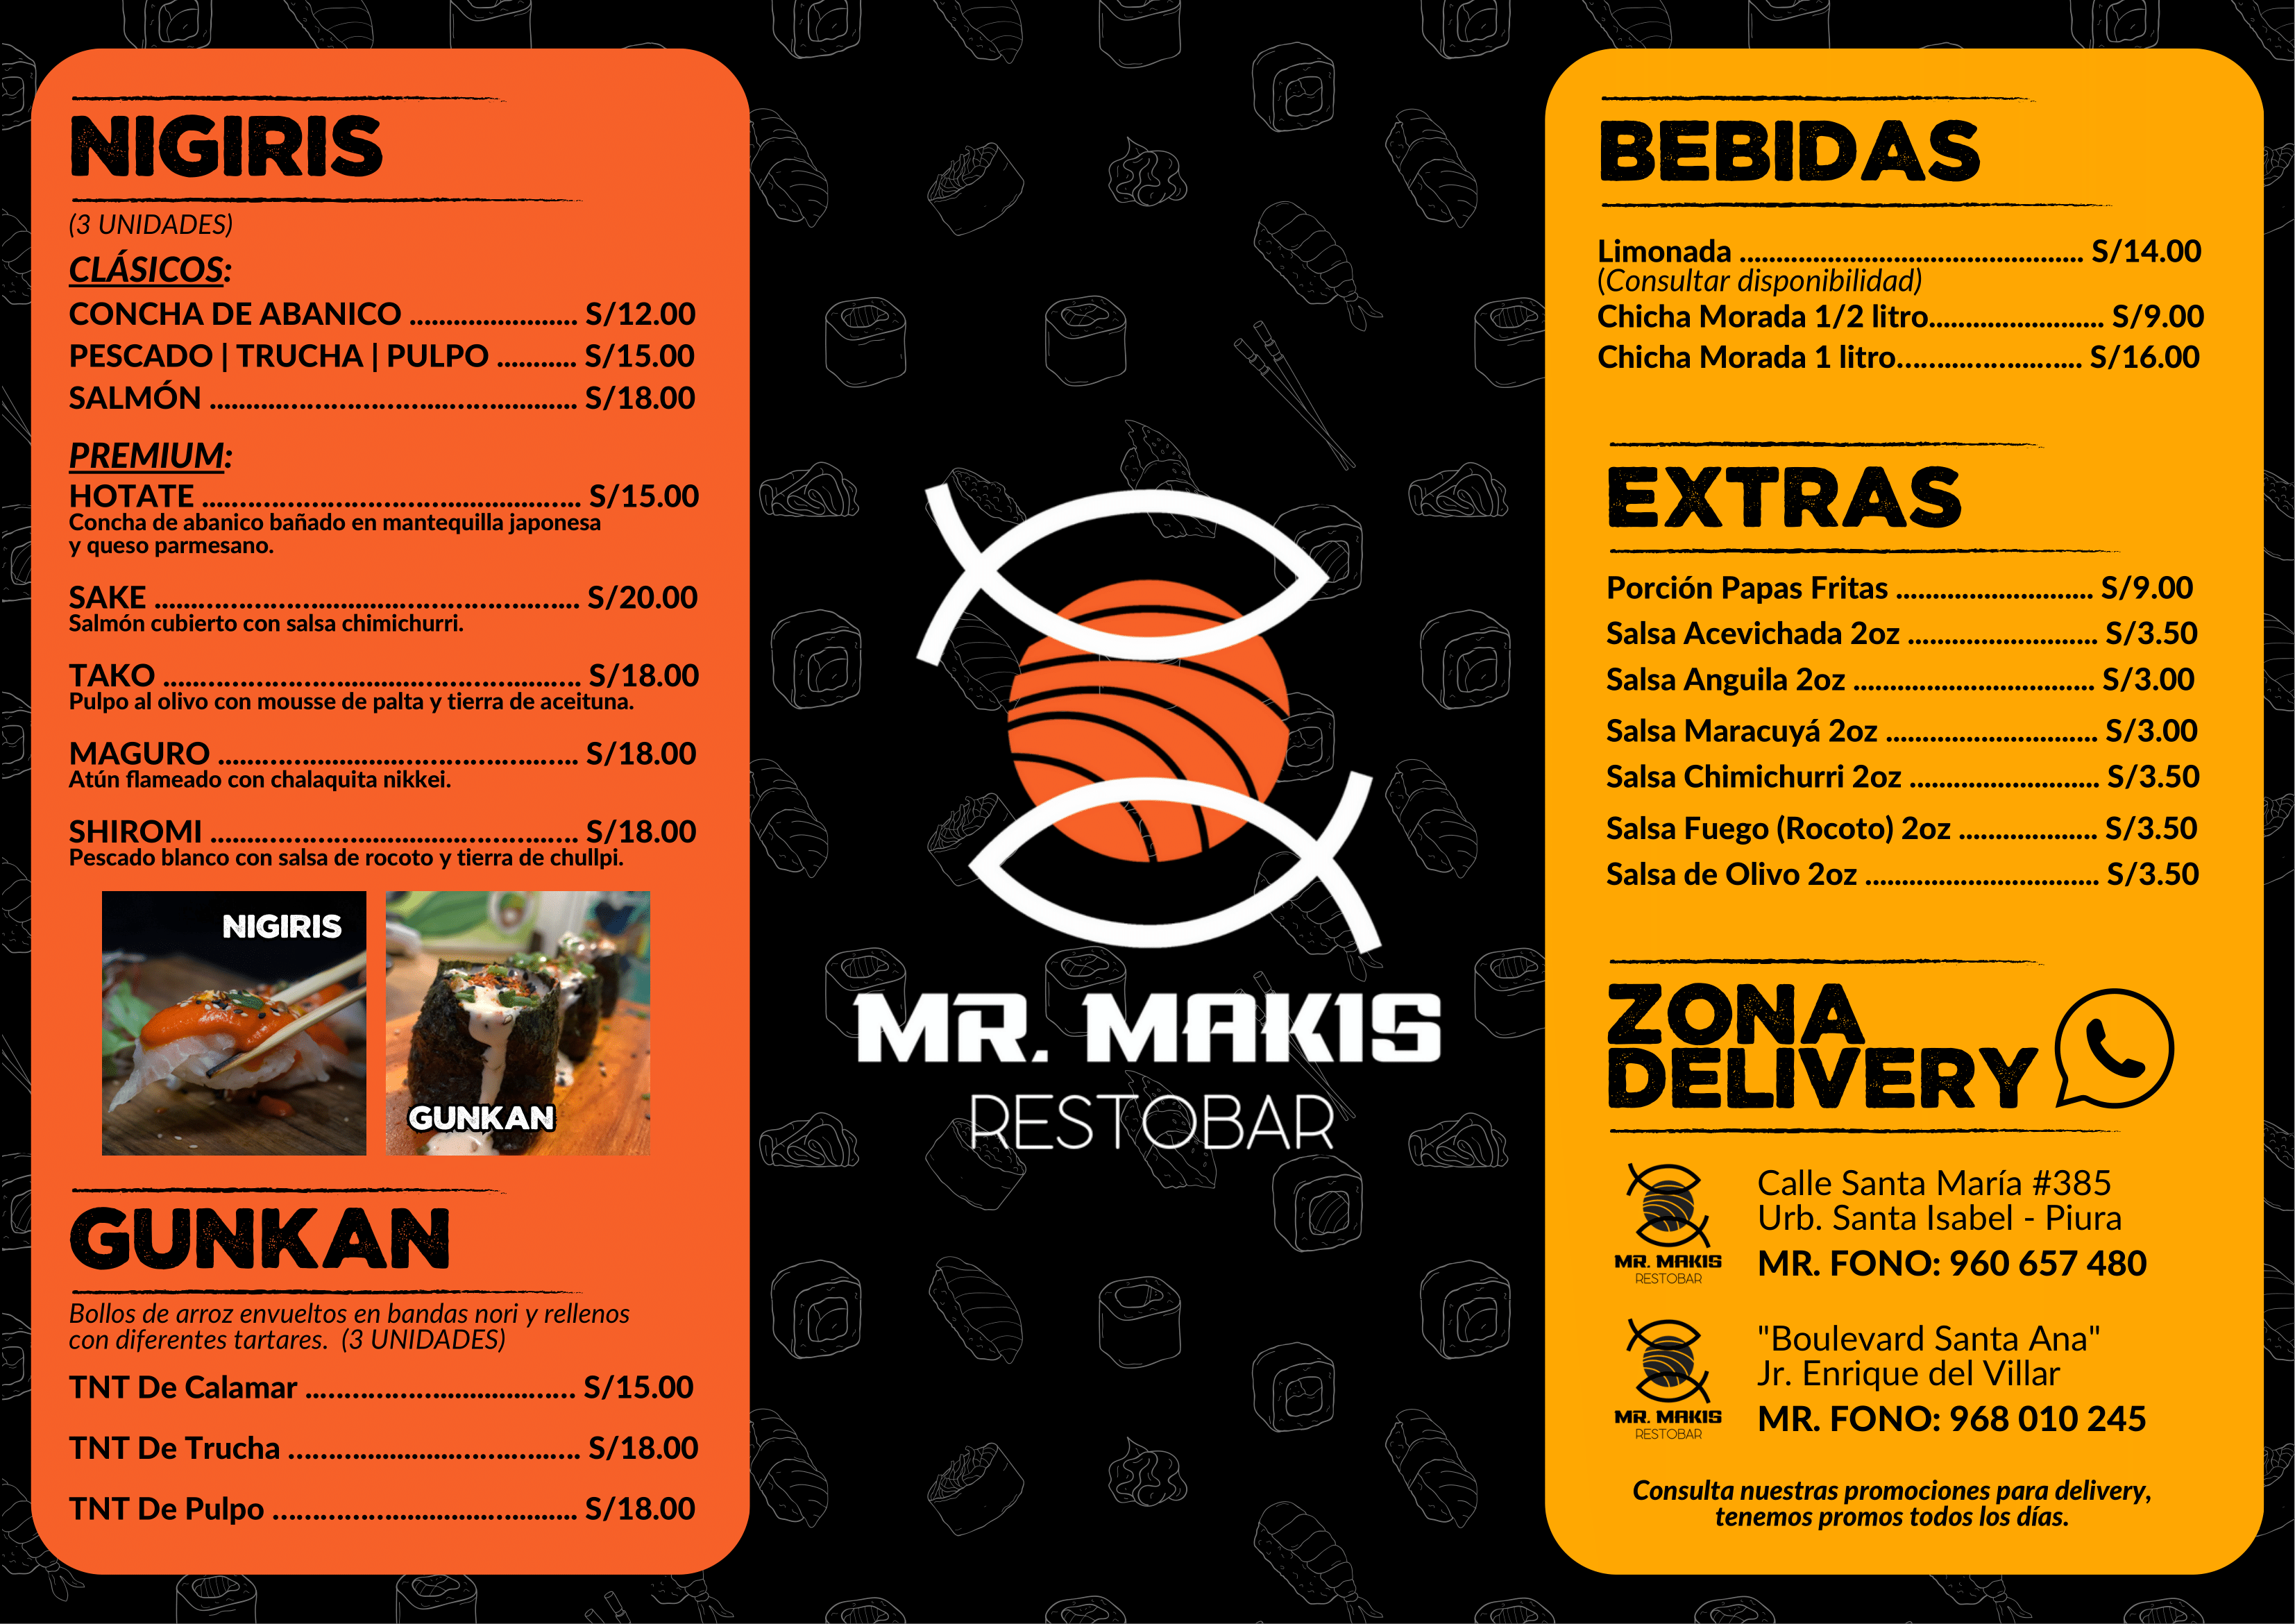 NIGIRIS
(3 UNIDADES)
CLÁSICOS:
CONCHA DE ABANICO ....................... S/12.00
PESCADO | TRUCHA | PULPO ........... S/15.00
SALMÓN .................................................. S/18.00
PREMIUM:
HOTATE .................................................... S/15.00
Concha de abanico bañado en mantequilla japonesa
y queso parmesano.
SAKE .......................................................... S/20.00
Salmón cubierto con salsa chimichurri.
TAKO ......................................................... S/18.00
Pulpo al olivo con mousse de palta y tierra de aceituna.
MAGURO ................................................. S/18.00
Atún flameado con chalaquita nikkei.
SHIROMI .................................................. S/18.00
Pescado blanco con salsa de rocoto y tierra de chullpi.
NIGIRIS
GUNKAN
GUNKAN
Bollos de arroz envueltos en bandas nori y rellenos
con diferentes tartares. (3 UNIDADES)
TNT De Calamar ..................................... S/15.00
TNT De Trucha ........................................ S/18.00
TNT De Pulpo .......................................... S/18.00
MR. MAKIS
RESTOBAR
BEBIDAS
Limonada ............................................... S/14.00
(Consultar disponibilidad)
Chicha Morada 1/2 litro........................ S/9.00
Chicha Morada 1 litro......................... S/16.00
EXTRAS
Porción Papas Fritas ........................... S/9.00
Salsa Acevichada 2oz .......................... S/3.50
Salsa Anguila 2oz ................................. S/3.00
Salsa Maracuyá 2oz ............................. S/3.00
Salsa Chimichurri 2oz .......................... S/3.50
Salsa Fuego (Rocoto) 2oz ................... S/3.50
Salsa de Olivo 2oz ................................ S/3.50
ZONA
DELIVERY
MR. MAKIS
RESTOBAR
Calle Santa María #385
Urb. Santa Isabel - Piura
MR. FONO: 960 657 480
MR. MAKIS
RESTOBAR
"Boulevard Santa Ana"
Jr. Enrique del Villar
MR. FONO: 968 010 245
Consulta nuestras promociones para delivery,
tenemos promos todos los días.